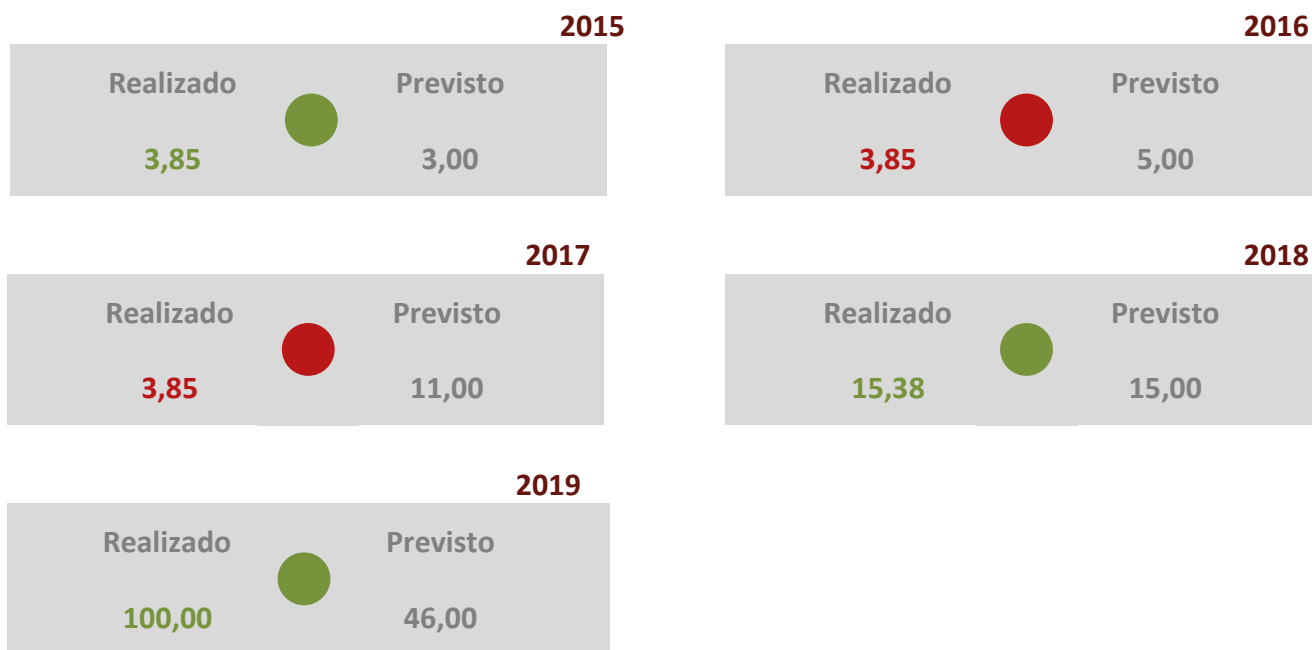 2015
Realizado Previsto
3,85 3,00
2016
Realizado Previsto
3,85 5,00
2017
Realizado Previsto
3,85 11,00
2018
Realizado Previsto
15,38 15,00
2019
Realizado Previsto
100,00 46,00